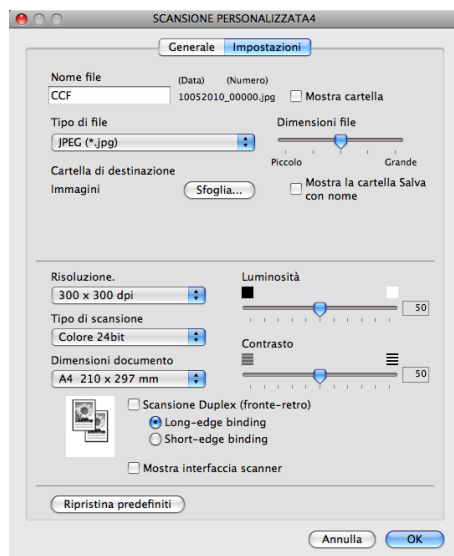 SCANSIONE PERSONALIZZATA4
Generale Impostazioni
Nome file (Data) (Numero)
CCF 10052010_00000.jpg Mostra cartella
Tipo di file Dimensioni file
JPEG (*.jpg)
Piccolo Grande
Cartella di destinazione
Immagini Sfoglia... Mostra la cartella Salva
con nome
Risoluzione. Luminosità
300 x 300 dpi
50
Tipo di scansione
Colore 24bit
Contrasto
Dimensioni documento
A4 210 x 297 mm 50
Scansione Duplex (fronte-retro)
Long-edge binding
Short-edge binding
Mostra interfaccia scanner
Ripristina predefiniti
Annulla OK